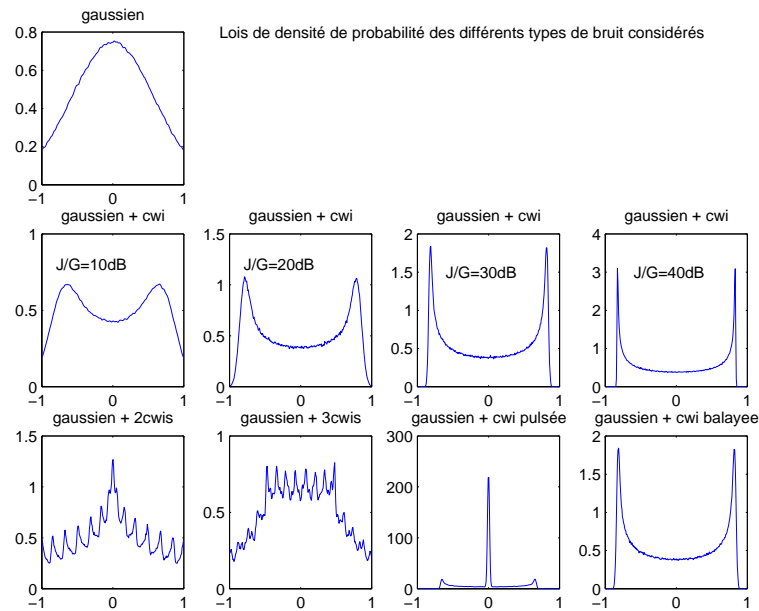 gaussien
Lois de densité de probabilité des différents types de bruit considérés
0.8
0.6
0.4
0.2
0
−1 0 1
gaussien + cwi
gaussien + cwi
gaussien + cwi
gaussien + cwi
1
0.5
0
J/G=10dB
−1 0 1
1.5
1
0.5
0
J/G=20dB
−1 0 1
2
1.5
1
0.5
0
J/G=30dB
−1 0 1
4
3
2
1
0
J/G=40dB
−1 0 1
gaussien + 2cwis
gaussien + 3cwis
gaussien + cwi pulsée
gaussien + cwi balayee
1.5
1
0.5
0
−1 0 1
1
0.5
0
−1 0 1
300
200
100
0
−1 0 1
2
1.5
1
0.5
0
−1 0 1